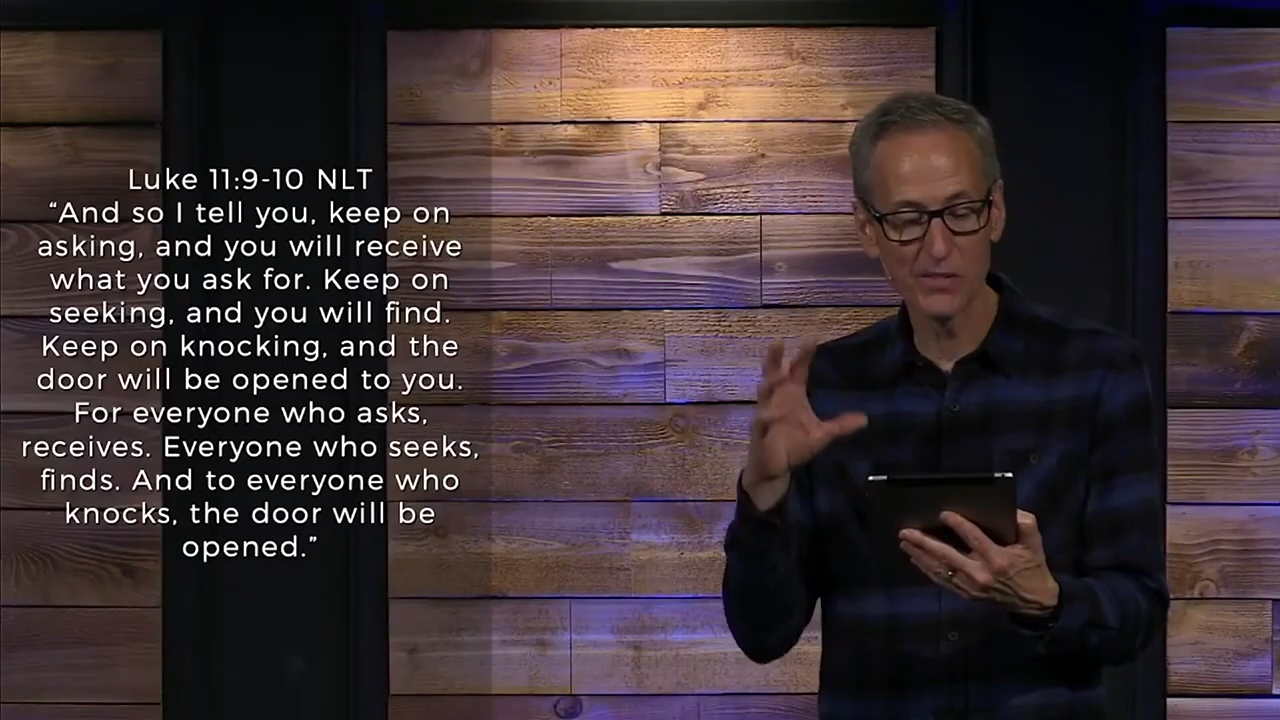 Luke 11:9-10 NLT
“And so I tell you, keep on
asking, and you will receive
what you ask for. Keep on
seeking, and you will find.
Keep on knocking, and the
door will be opened to you.
For everyone who asks,
receives. Everyone who seeks,
finds. And to everyone who
knocks, the door will be
opened.”